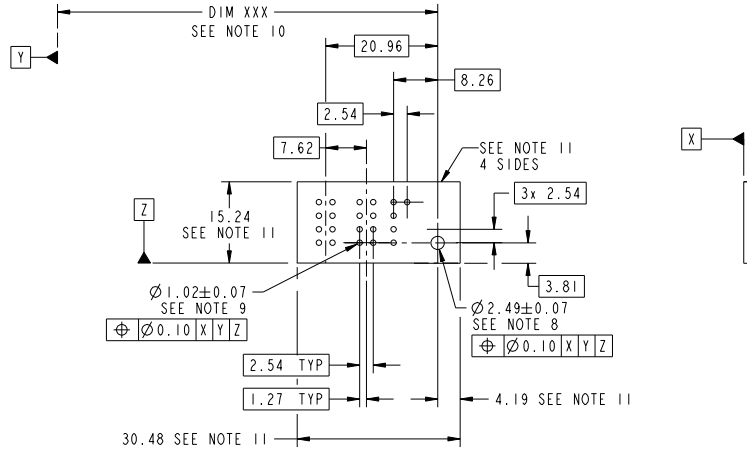 DIM XXX
SEE NOTE 10
Y
20.96
8.26
2.54
7.62
X
SEE NOTE 11
4 SIDES
3x 2.54
Z
15.24
SEE NOTE 11
3.81
Ø1.02±0.07
SEE NOTE 9
⌖ Ø0.10 X Y Z
Ø2.49±0.07
SEE NOTE 8
⌖ Ø0.10 X Y Z
2.54 TYP
1.27 TYP
4.19 SEE NOTE 11
30.48 SEE NOTE 11